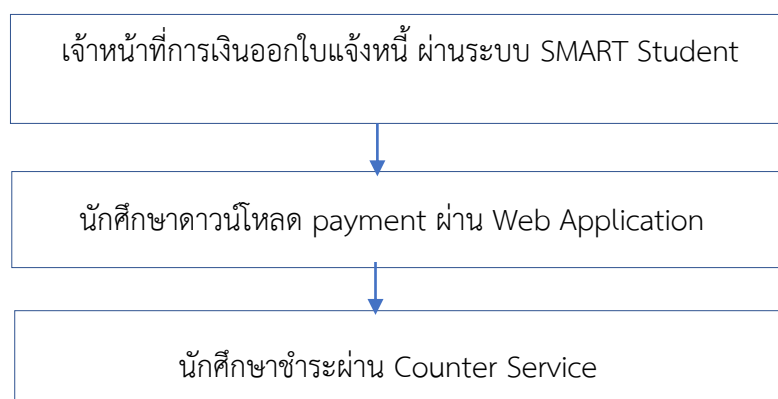 เจ้าหน้าที่การเงินออกใบแจ้งหนี้ ผ่านระบบ SMART Student
นักศึกษาดาวน์โหลด payment ผ่าน Web Application
นักศึกษาชำระผ่าน Counter Service